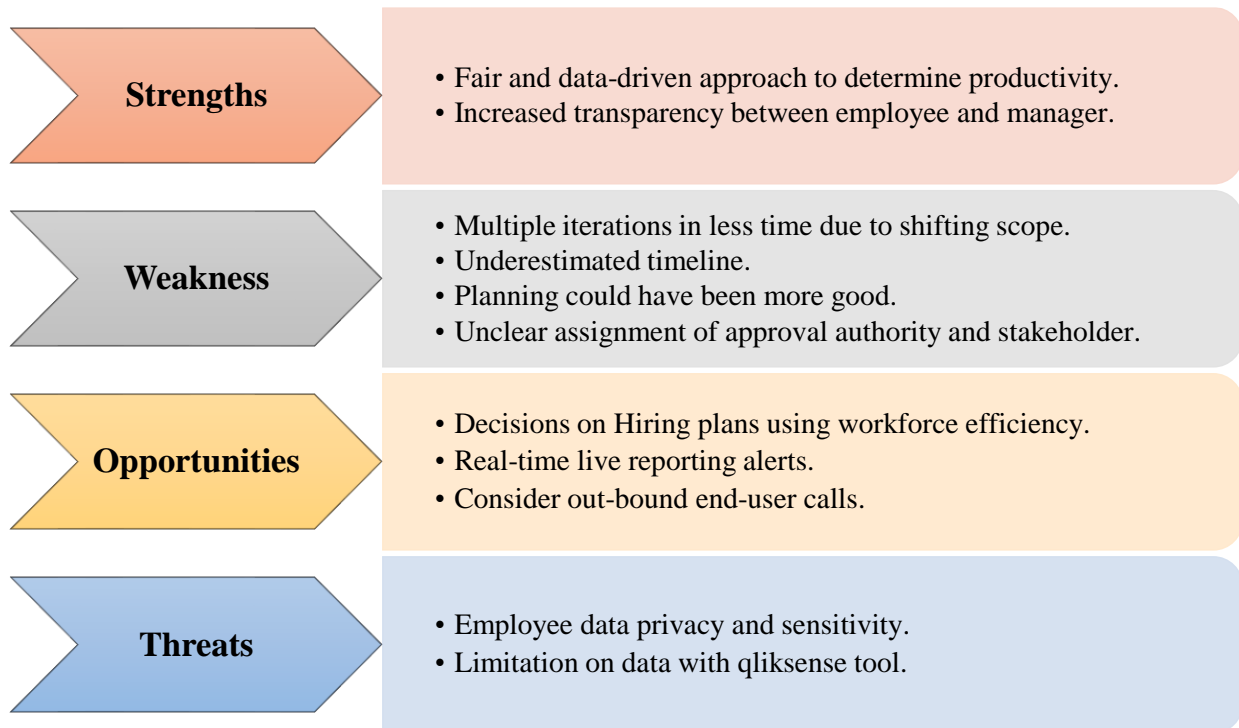 Strengths
• Fair and data-driven approach to determine productivity.
• Increased transparency between employee and manager.
Weakness
• Multiple iterations in less time due to shifting scope.
• Underestimated timeline.
• Planning could have been more good.
• Unclear assignment of approval authority and stakeholder.
Opportunities
• Decisions on Hiring plans using workforce efficiency.
• Real-time live reporting alerts.
• Consider out-bound end-user calls.
Threats
• Employee data privacy and sensitivity.
• Limitation on data with qliksense tool.